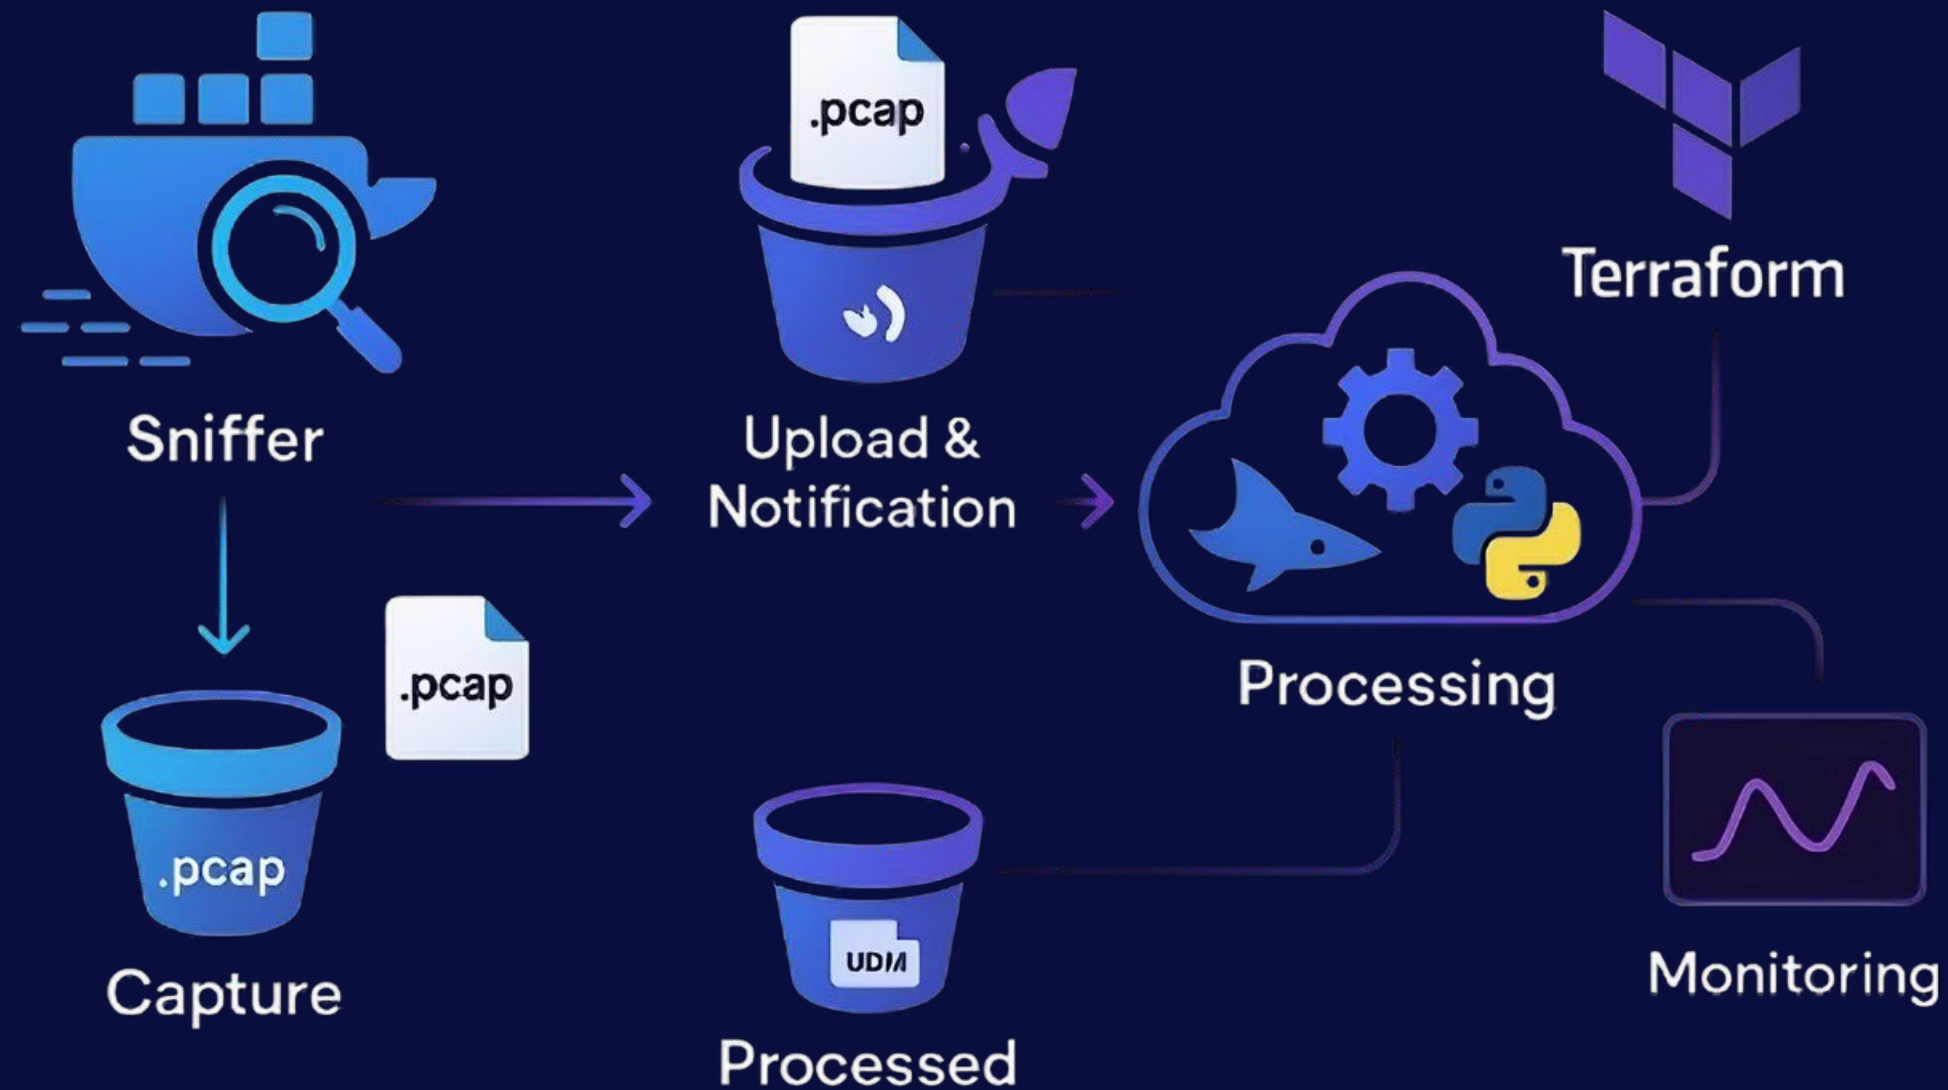 .pcap
Terraform
Sniffer
Upload &
Notification
.pcap
Processing
.pcap
UDM
Capture
Monitoring
Processed